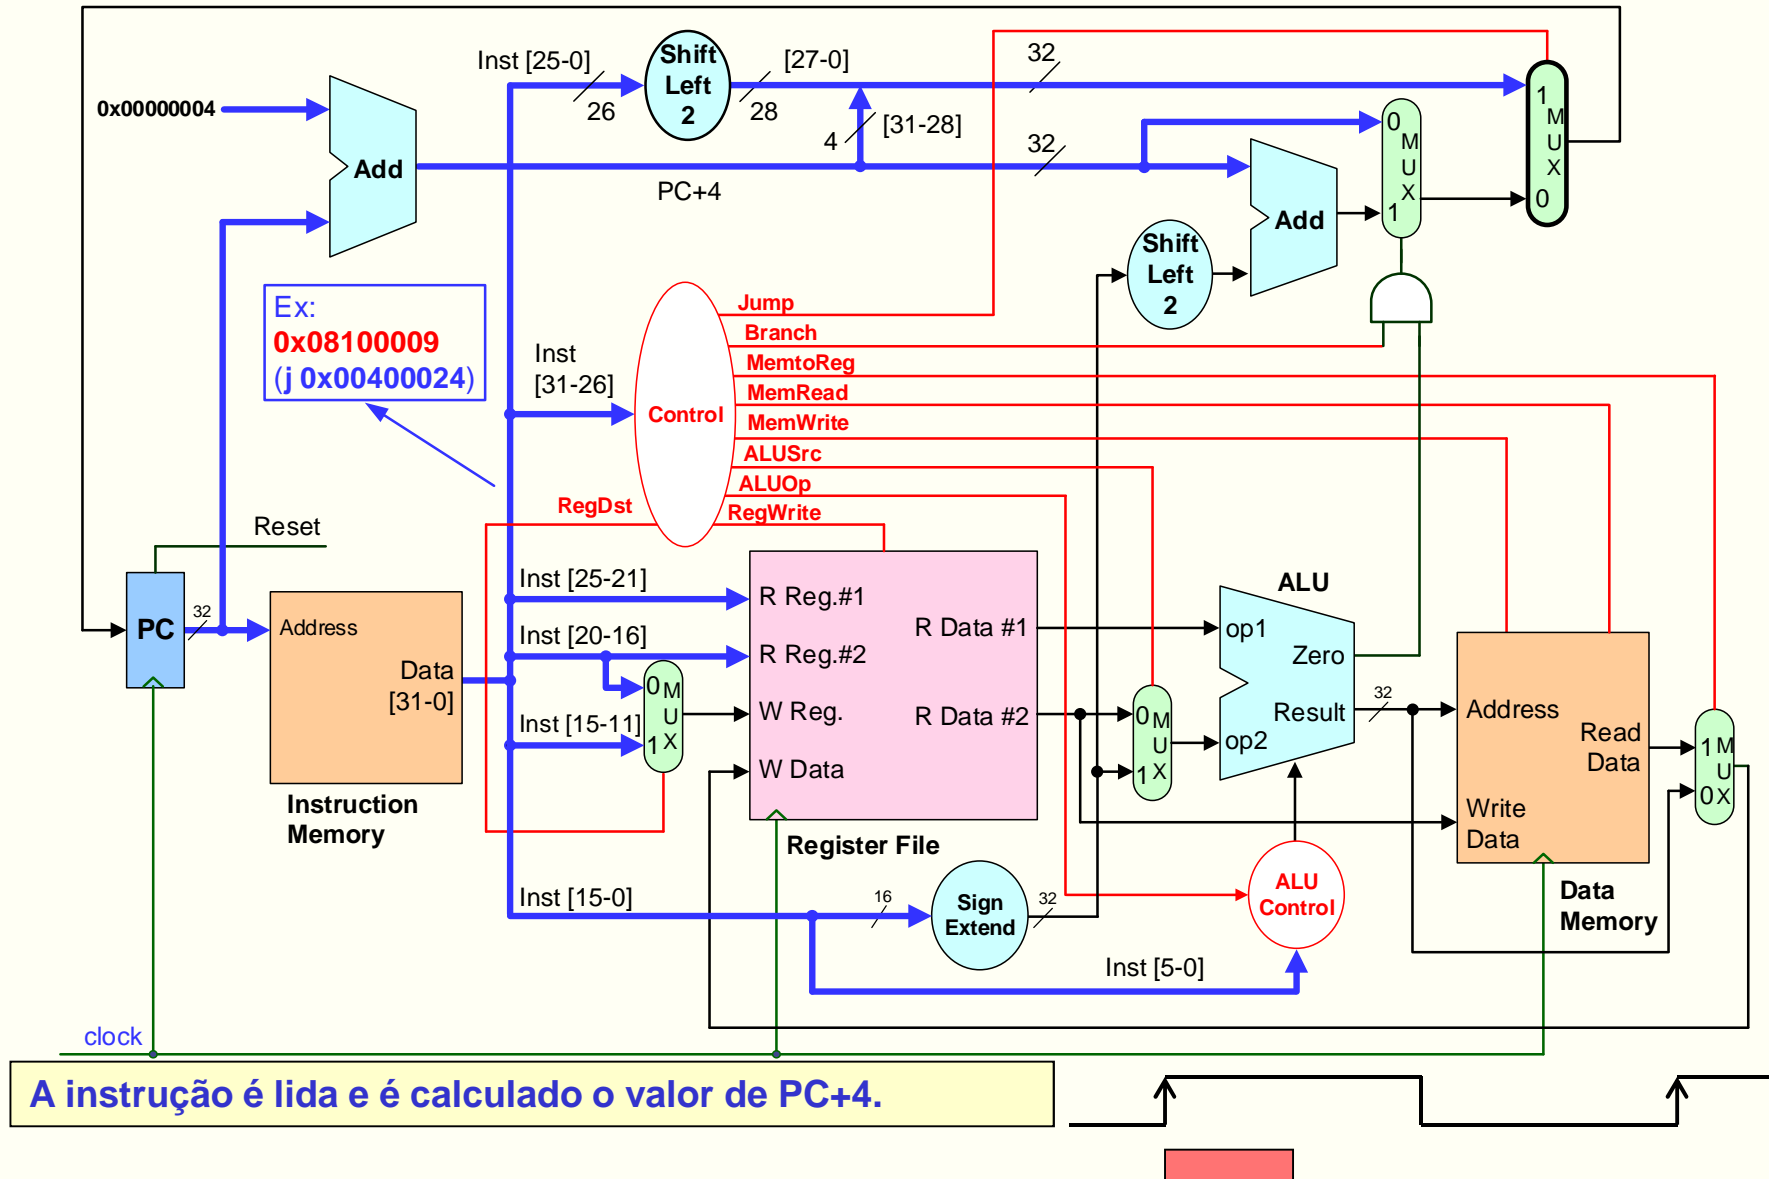 Inst [25-0]
26
Shift
Left
2
28
[27-0]
32
4
[31-28]
0x00000004
Add
PC+4
32
0
M
U
X
1
1
M
U
X
0
Add
Shift
Left
2
Ex:
0x08100009
(j 0x00400024)
Inst
[31-26]
Control
Jump
Branch
MemtoReg
MemRead
MemWrite
ALUSrc
ALUOp
RegWrite
RegDst
Reset
PC
32
Address
Data
[31-0]
Instruction
Memory
Inst [25-21]
Inst [20-16]
Inst [15-11]
0
M
U
X
1
R Reg.#1
R Reg.#2
W Reg.
W Data
R Data #1
R Data #2
Register File
0
M
U
X
1
ALU
op1
Zero
Result
op2
32
Address
Read
Data
Write
Data
Data
Memory
1
M
U
X
0
Inst [15-0]
16
Sign
Extend
32
ALU
Control
Inst [5-0]
clock
A instrução é lida e é calculado o valor de PC+4.